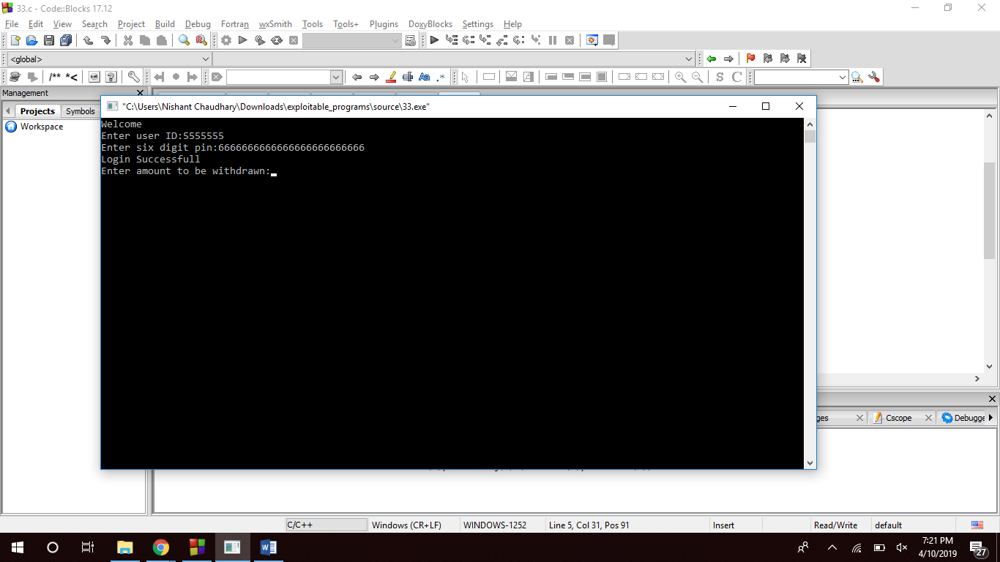 33.c - Code::Blocks 17.12
File Edit View Search Project Build Debug Fortran wxSmith Tools Tools+ Plugins DoxyBlocks Settings Help
<global>
/** *<
S C
Management
Projects Symbols
Workspace
"C:\Users\Nishant Chaudhary\Downloads\exploitable_programs\source\33.exe"
Welcome
Enter user ID:5555555
Enter six digit pin:6666666666666666666666666
Login Successfull
Enter amount to be withdrawn:
ges Cscope Debugge
C/C++ Windows (CR+LF) WINDOWS-1252 Line 5, Col 31, Pos 91 Insert Read/Write default
7:21 PM
4/10/2019
27